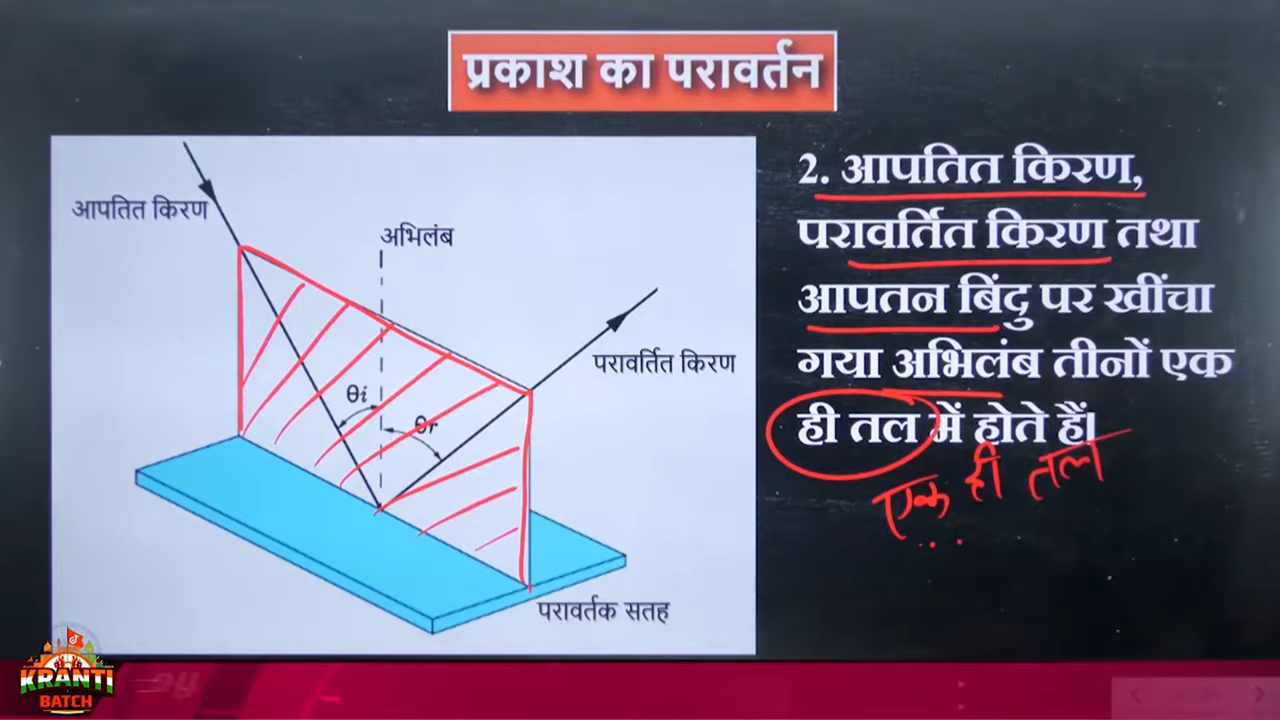 प्रकाश का परावर्तन
आपतित किरण
अभिलंब
परावर्तित किरण
θi
θr
परावर्तक सतह
2. आपतित किरण,
परावर्तित किरण तथा
आपतन बिंदु पर खींचा
गया अभिलंब तीनों एक
ही तल में होते हैं।
एक ही तल
KRANTI
BATCH